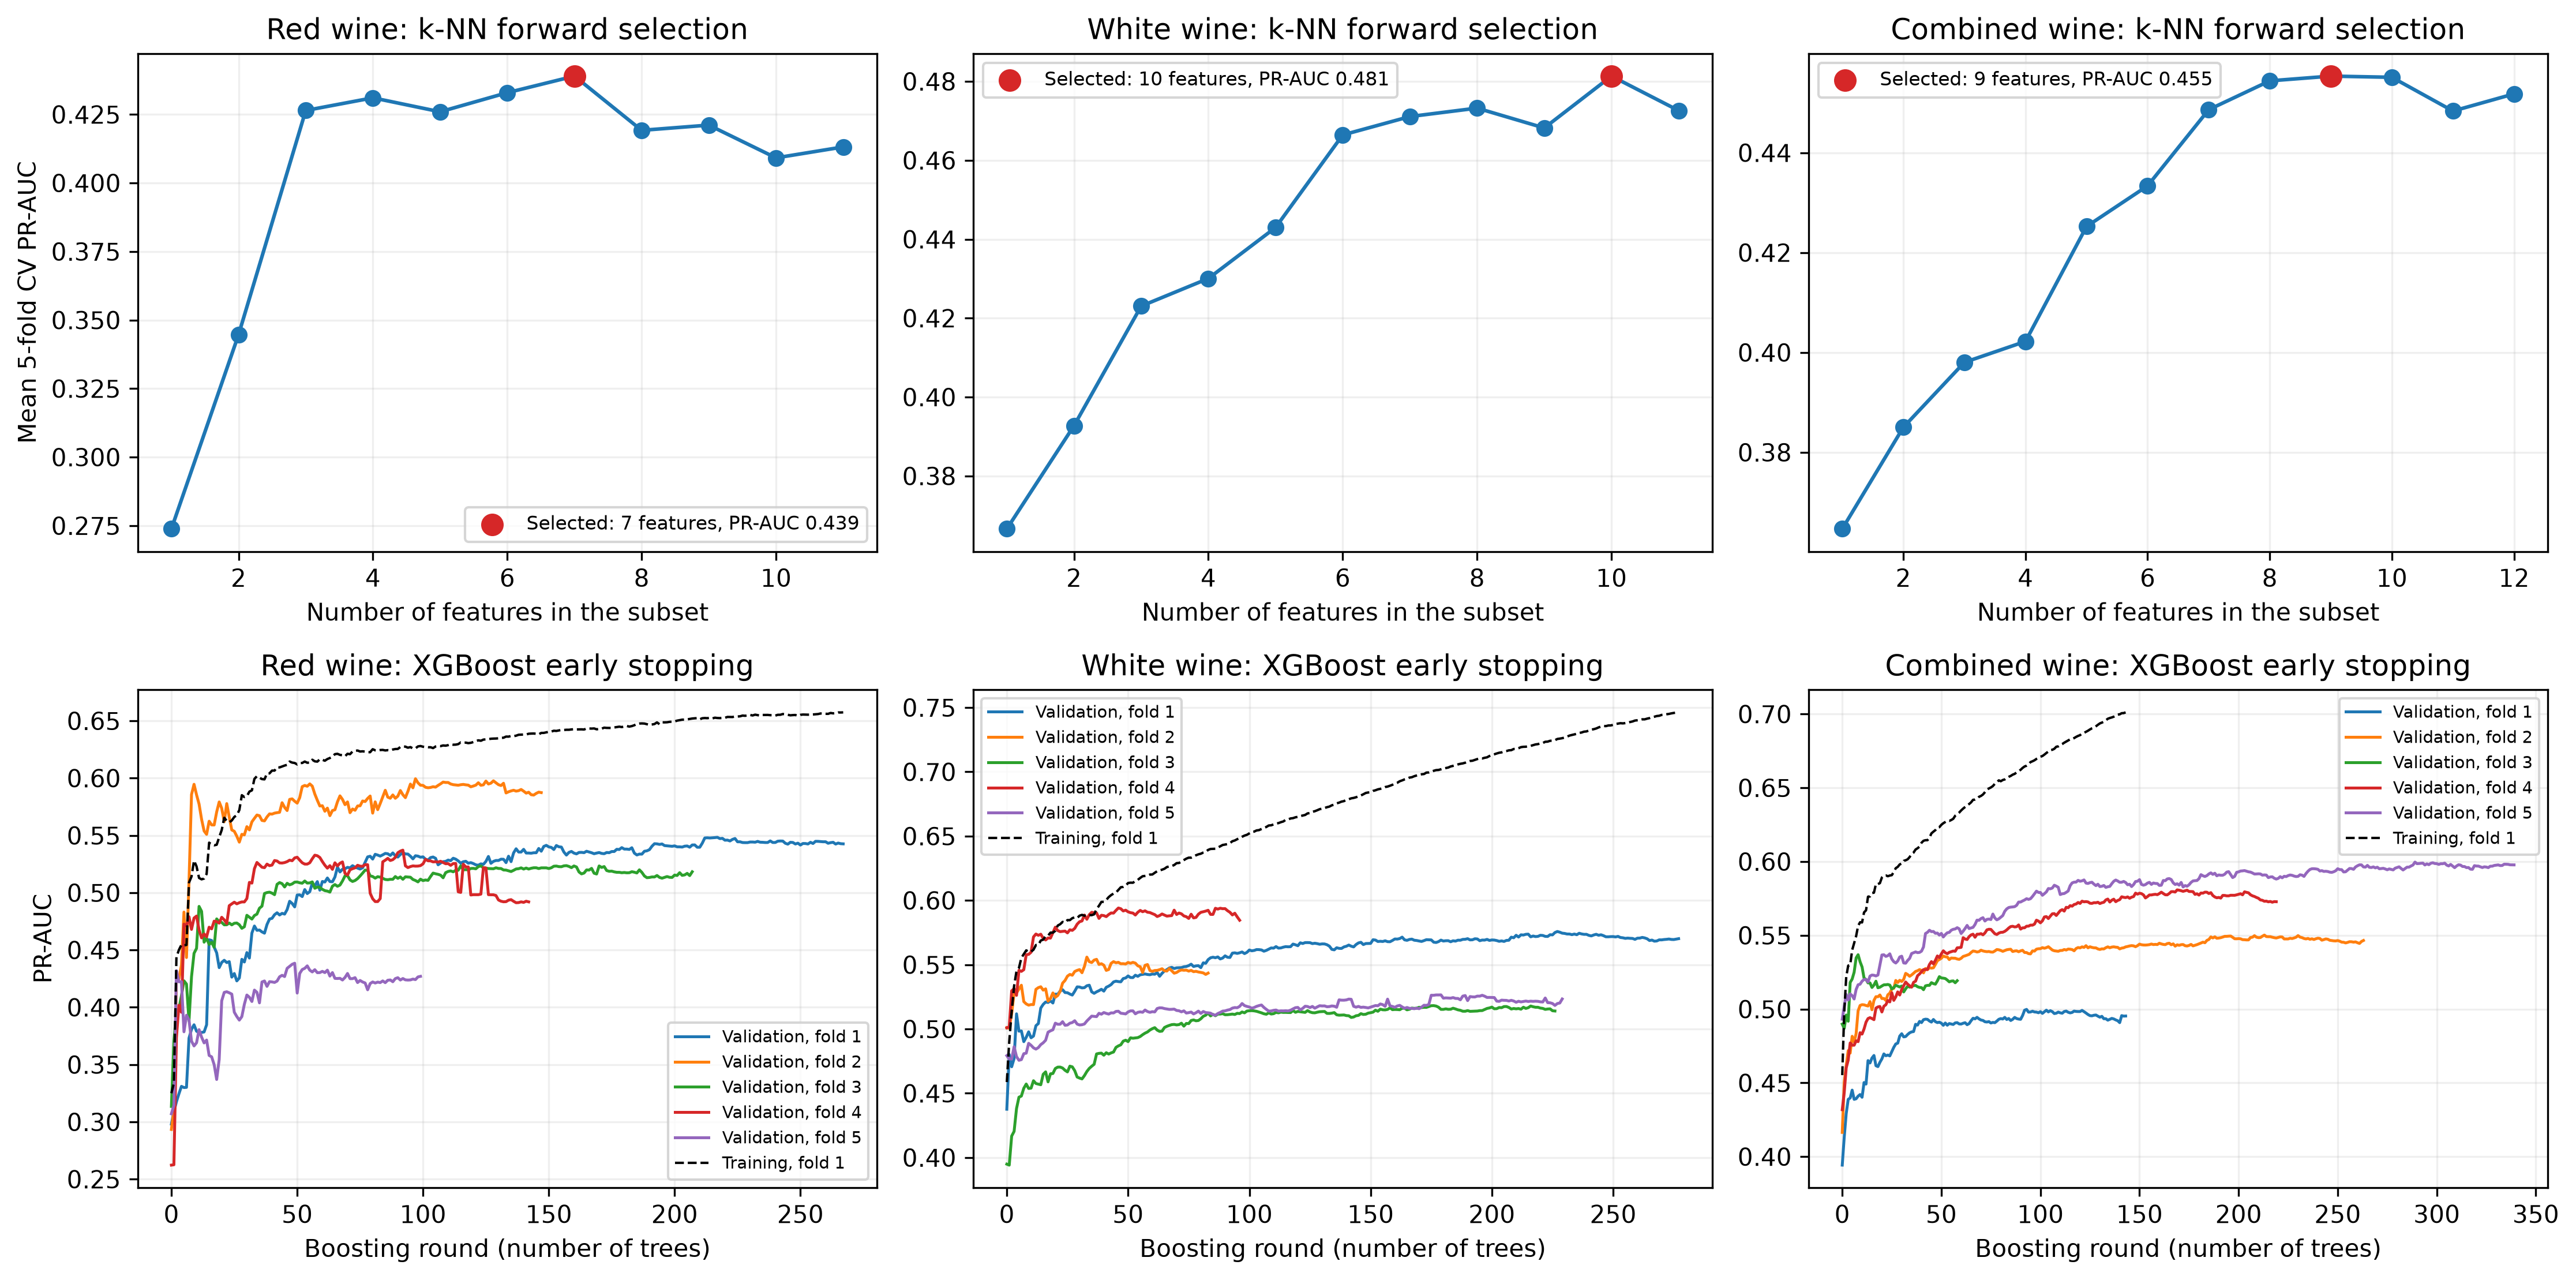 Red wine: k-NN forward selection
Mean 5-fold CV PR-AUC
0.425
0.400
0.375
0.350
0.325
0.300
0.275
Selected: 7 features, PR-AUC 0.439
2 4 6 8 10
Number of features in the subset
White wine: k-NN forward selection
Selected: 10 features, PR-AUC 0.481
0.48
0.46
0.44
0.42
0.40
0.38
2 4 6 8 10
Number of features in the subset
Combined wine: k-NN forward selection
Selected: 9 features, PR-AUC 0.455
0.44
0.42
0.40
0.38
2 4 6 8 10 12
Number of features in the subset
Red wine: XGBoost early stopping
PR-AUC
0.65
0.60
0.55
0.50
0.45
0.40
0.35
0.30
0.25
Validation, fold 1
Validation, fold 2
Validation, fold 3
Validation, fold 4
Validation, fold 5
Training, fold 1
0 50 100 150 200 250
Boosting round (number of trees)
White wine: XGBoost early stopping
0.75
0.70
0.65
0.60
0.55
0.50
0.45
0.40
Validation, fold 1
Validation, fold 2
Validation, fold 3
Validation, fold 4
Validation, fold 5
Training, fold 1
0 50 100 150 200 250
Boosting round (number of trees)
Combined wine: XGBoost early stopping
0.70
0.65
0.60
0.55
0.50
0.45
0.40
Validation, fold 1
Validation, fold 2
Validation, fold 3
Validation, fold 4
Validation, fold 5
Training, fold 1
0 50 100 150 200 250 300 350
Boosting round (number of trees)